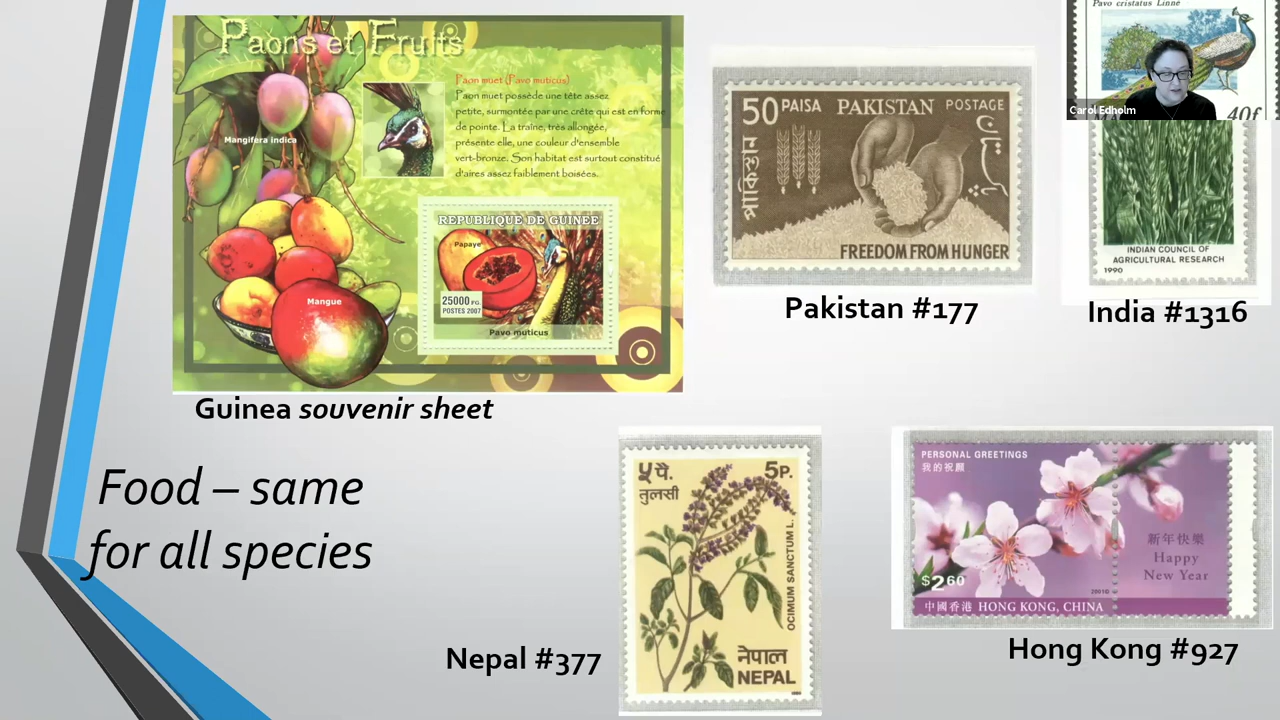 Paons et Fruits
Paon muet (Pavo muticus)
Paon muet possède une tête assez
petite, surmontée par une crête qui est en forme
de pointe. La traîne, très allongée,
présente elle, une couleur d'ensemble
vert-bronze. Son habitat est surtout constitué
d'aires assez faiblement boisées.
Mangifera indica
REPUBLIQUE DE GUINEE
Papaye
Mangue
25000 FG.
POSTES 2007
Pavo muticus
Guinea souvenir sheet
50 PAISA PAKISTAN POSTAGE
পাকিস্তান
پاکستان
FREEDOM FROM HUNGER
Pakistan #177
Pavo cristatus Linné
Carol Edholm
40f
INDIAN COUNCIL OF
AGRICULTURAL RESEARCH
1990
India #1316
Food – same
for all species
५पै. 5P.
तुलसी
OCIMUM SANCTUM L.
नेपाल
NEPAL
Nepal #377
PERSONAL GREETINGS
我的祝願
新年快樂
Happy
New Year
$2.60
2001
中國香港 HONG KONG, CHINA
Hong Kong #927